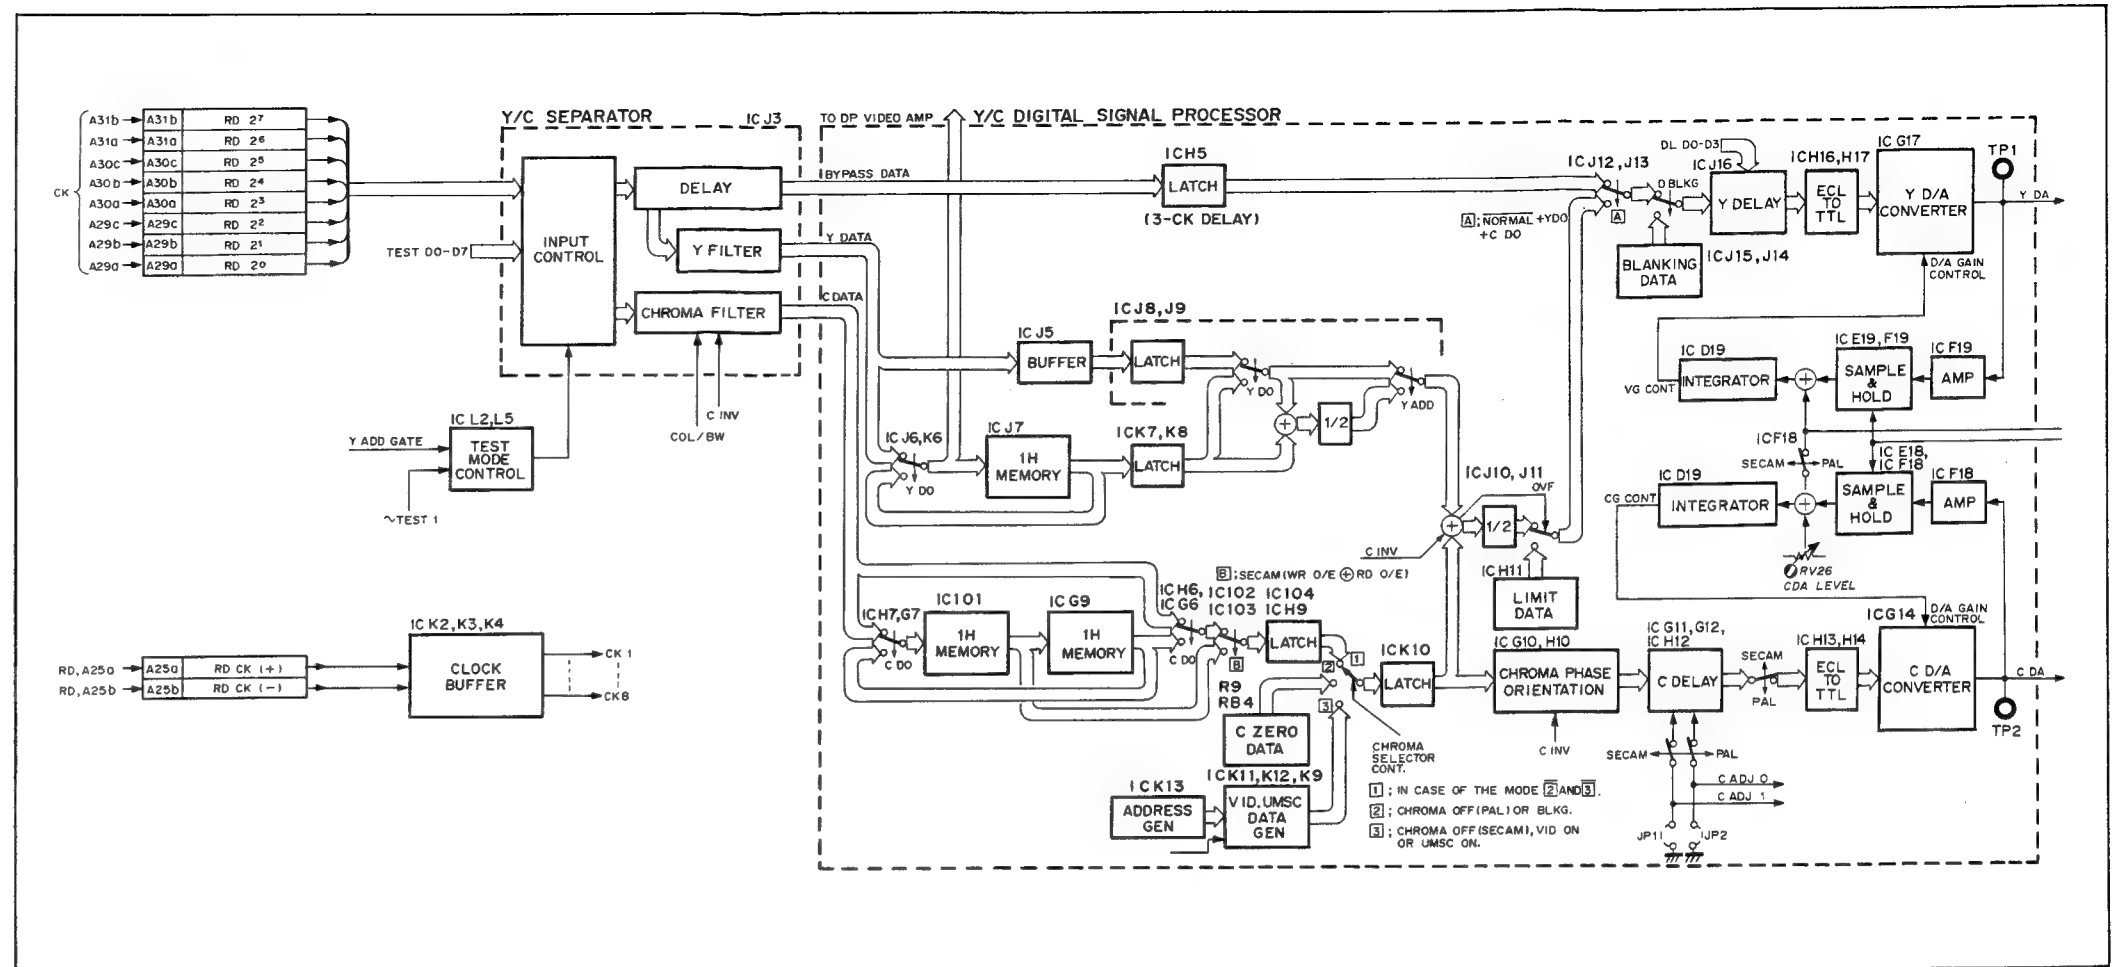 CK
A31b A31b RD 2⁷
A31a A31a RD 2⁶
A30c A30c RD 2⁵
A30b A30b RD 2⁴
A30a A30a RD 2³
A29c A29c RD 2²
A29b A29b RD 2¹
A29a A29a RD 2⁰
TEST DO-D7
Y/C SEPARATOR
IC J3
INPUT
CONTROL
DELAY
Y FILTER
CHROMA FILTER
C INV
COL/BW
Y ADD GATE
IC L2, L5
TEST
MODE
CONTROL
~TEST 1
RD, A25a A25a RD CK (+)
RD, A25b A25b RD CK (-)
IC K2, K3, K4
CLOCK
BUFFER
CK 1
CK8
TO DP VIDEO AMP
Y/C DIGITAL SIGNAL PROCESSOR
BYPASS DATA
Y DATA
C DATA
ICH5
LATCH
(3-CK DELAY)
IC J5
BUFFER
IC J8, J9
LATCH
Y DO
Y ADD
1/2
IC J6, K6
Y DO
IC J7
1H
MEMORY
ICK7, K8
LATCH
ICJ10, J11
OVF
1/2
C INV
ICH11
LIMIT
DATA
B ; SECAM (WR O/E ⊕ RD O/E)
ICH7, G7
C DO
IC101
1H
MEMORY
IC G9
1H
MEMORY
ICH6,
IC G6
C DO
IC102
IC103
B
IC104
ICH9
LATCH
1
2
3
R9
RB4
C ZERO
DATA
ICK10
LATCH
CHROMA
SELECTOR
CONT.
ICK13
ADDRESS
GEN
ICK11, K12, K9
VID. UMSC
DATA
GEN
1 ; IN CASE OF THE MODE 2̅ AND 3̅.
2 ; CHROMA OFF (PAL) OR BLKG.
3 ; CHROMA OFF (SECAM), VID ON
OR UMSC ON.
IC G10, H10
CHROMA PHASE
ORIENTATION
C INV
IC G11, G12,
ICH12
C DELAY
SECAM
PAL
SECAM
PAL
C ADJ 0
C ADJ 1
JP1
JP2
ICH13, H14
ECL
TO
TTL
ICG14
D/A GAIN
CONTROL
C D/A
CONVERTER
C DA
TP2
ICJ12, J13
A
A ; N̅O̅R̅M̅A̅L̅ +YDO
+C DO
D BLKG
BLANKING
DATA
ICJ15, J14
DL DO-D3
IC J16
Y DELAY
ICH16, H17
ECL
TO
TTL
IC G17
Y D/A
CONVERTER
D/A GAIN
CONTROL
TP1
Y DA
IC D19
INTEGRATOR
VG CONT
IC E19, F19
SAMPLE
&
HOLD
IC F19
AMP
ICF18
SECAM
PAL
IC E18,
IC F18
IC D19
CG CONT
INTEGRATOR
SAMPLE
&
HOLD
IC F18
AMP
RV26
CDA LEVEL